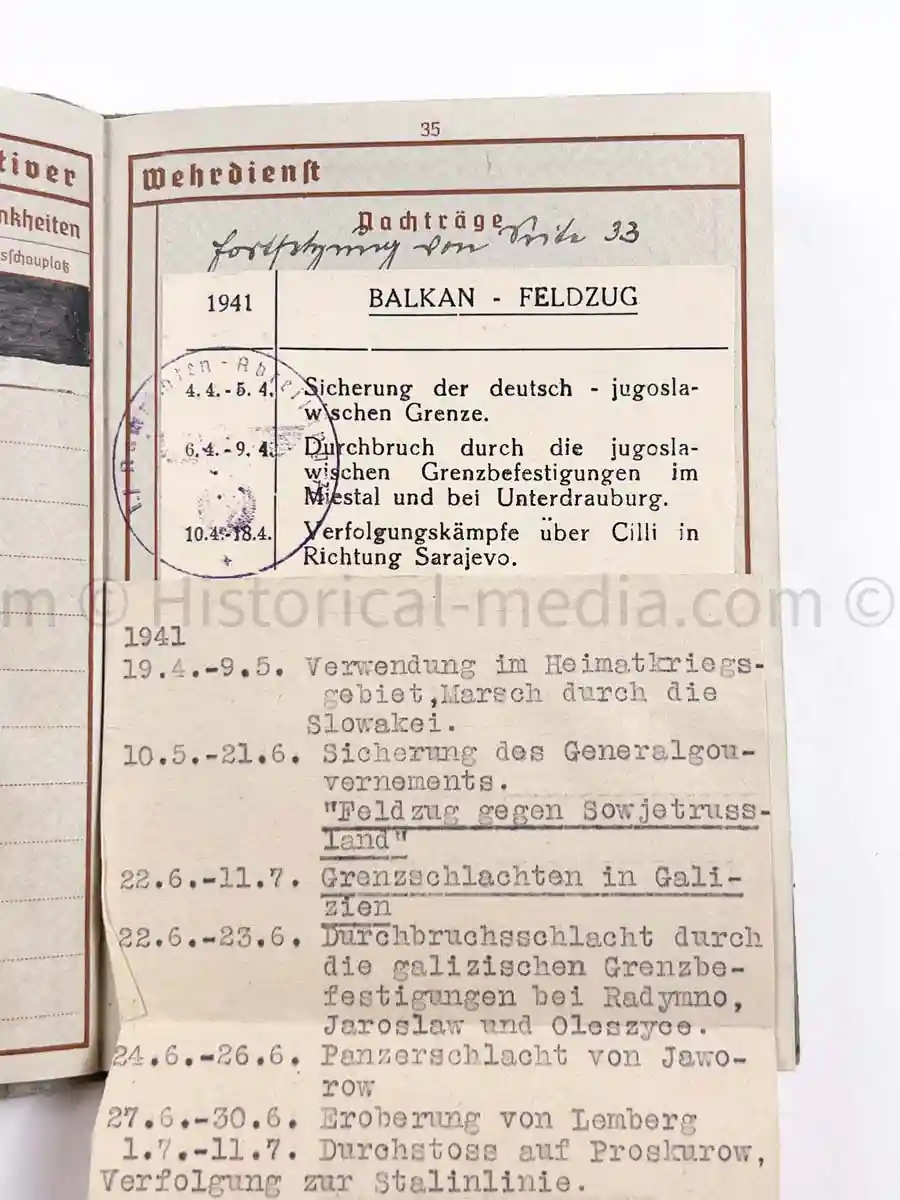 35
tiver
Wehrdienst
nkheiten
Nachträge
sschauplatz
Fortsetzung von Seite 33
1941 BALKAN - FELDZUG
4.4.-5.4. Sicherung der deutsch - jugosla-
wischen Grenze.
6.4.-9.4. Durchbruch durch die jugosla-
wischen Grenzbefestigungen im
Miestal und bei Unterdrauburg.
10.4.-18.4. Verfolgungskämpfe über Cilli in
Richtung Sarajevo.
om © Historical-media.com ©
1941
19.4.-9.5. Verwendung im Heimatkriegs-
gebiet,Marsch durch die
Slowakei.
10.5.-21.6. Sicherung des Generalgou-
vernements.
"Feldzug gegen Sowjetruss-
land"
22.6.-11.7. Grenzschlachten in Gali-
zien
22.6.-23.6. Durchbruchsschlacht durch
die galizischen Grenzbe-
festigungen bei Radymno,
Jaroslaw und Oleszyce.
24.6.-26.6. Panzerschlacht von Jawo-
row
27.6.-30.6. Eroberung von Lemberg
1.7.-11.7. Durchstoss auf Proskurow,
Verfolgung zur Stalinlinie.